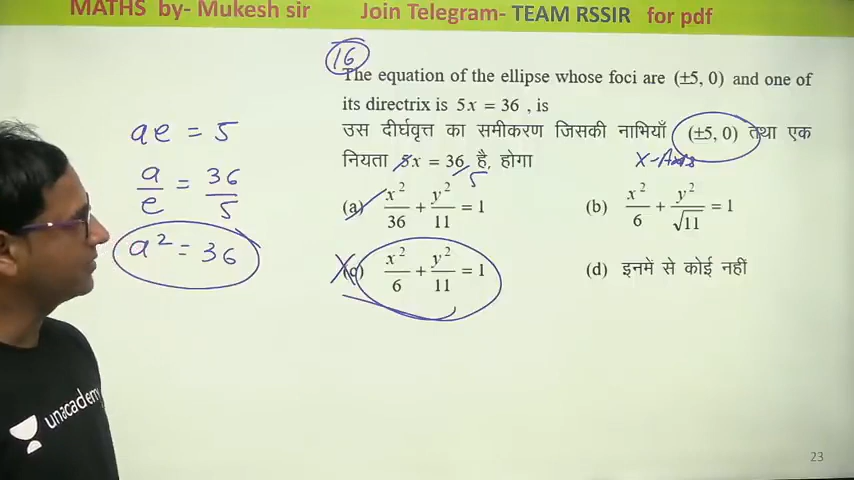 MATHS by- Mukesh sir Join Telegram- TEAM RSSIR for pdf
16
The equation of the ellipse whose foci are (±5, 0) and one of
its directrix is 5x = 36 , is
उस दीर्घवृत्त का समीकरण जिसकी नाभियाँ (±5, 0) तथा एक
नियता 5x = 36 है, होगा
X-Axis
5
(a) x²/36 + y²/11 = 1
(b) x²/6 + y²/√11 = 1
(c) x²/6 + y²/11 = 1
(d) इनमें से कोई नहीं
ae = 5
a/e = 36/5
a² = 36
unacademy
23